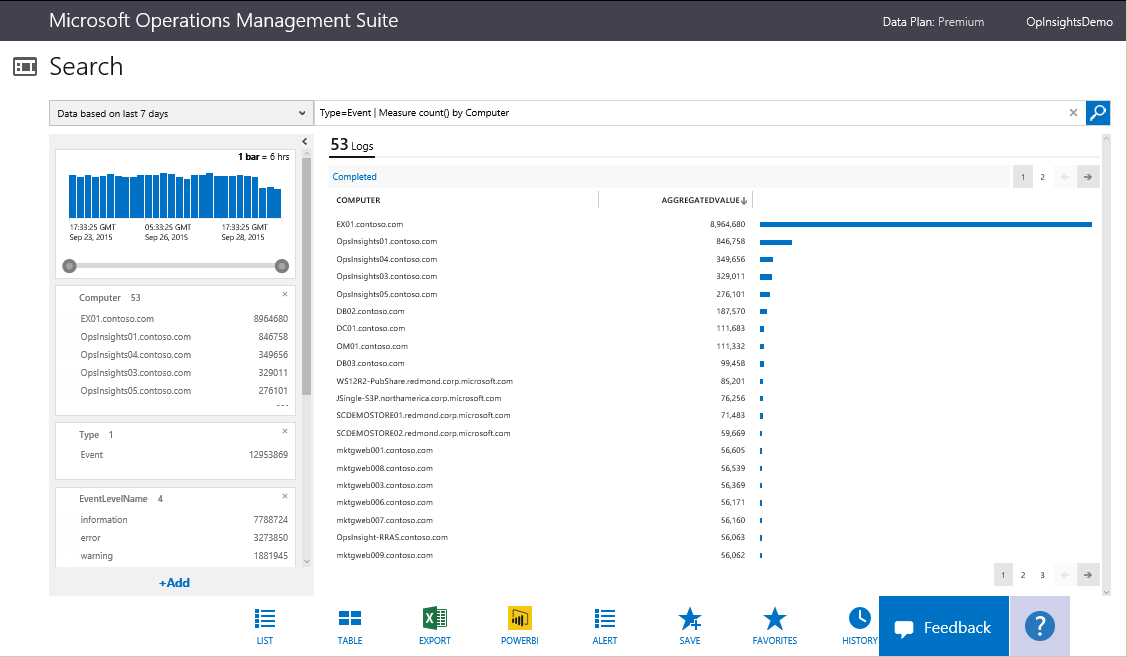 Microsoft Operations Management Suite
Data Plan: Premium
OpInsightsDemo
Search
Data based on last 7 days
Type=Event | Measure count() by Computer
1 bar = 6 hrs
17:33:25 GMT 05:33:25 GMT 17:33:25 GMT
Sep 23, 2015 Sep 26, 2015 Sep 28, 2015
Computer 53
EX01.contoso.com 8964680
OpsInsights01.contoso.com 846758
OpsInsights04.contoso.com 349656
OpsInsights03.contoso.com 329011
OpsInsights05.contoso.com 276101
Type 1
Event 12953869
EventLevelName 4
information 7788724
error 3273850
warning 1881945
+Add
53 Logs
Completed
1 2
COMPUTER AGGREGATEDVALUE
EX01.contoso.com 8,964,680
OpsInsights01.contoso.com 846,758
OpsInsights04.contoso.com 349,656
OpsInsights03.contoso.com 329,011
OpsInsights05.contoso.com 276,101
DB02.contoso.com 187,570
DC01.contoso.com 111,683
OM01.contoso.com 111,332
DB03.contoso.com 99,458
WS12R2-PubShare.redmond.corp.microsoft.com 85,201
JSingle-S3P.northamerica.corp.microsoft.com 76,256
SCDEMOSTORE01.redmond.corp.microsoft.com 71,483
SCDEMOSTORE02.redmond.corp.microsoft.com 59,669
mktgweb001.contoso.com 56,605
mktgweb008.contoso.com 56,539
mktgweb003.contoso.com 56,369
mktgweb006.contoso.com 56,171
mktgweb007.contoso.com 56,160
OpsInsight-RRAS.contoso.com 56,063
mktgweb009.contoso.com 56,062
1 2 3
LIST TABLE EXPORT POWERBI ALERT SAVE FAVORITES HISTORY
Feedback
?